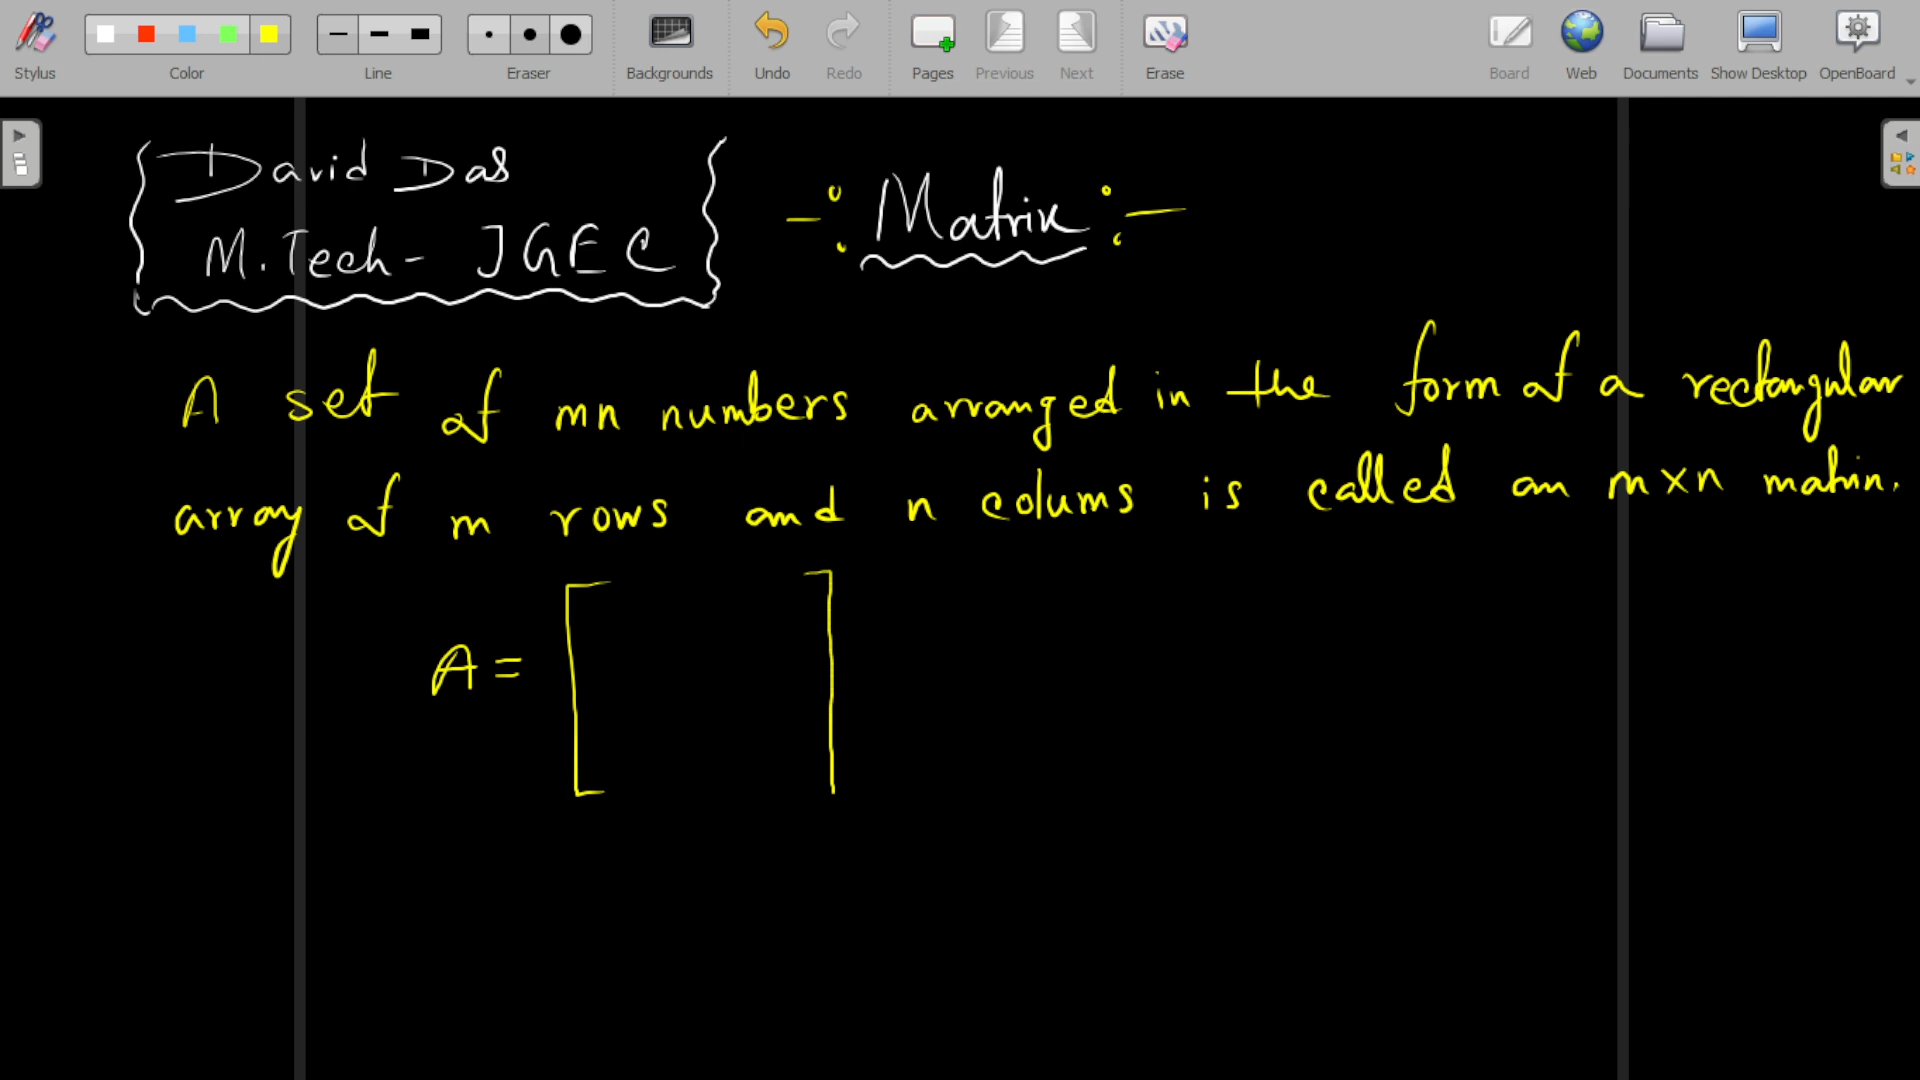 Stylus Color Line Eraser Backgrounds Undo Redo Pages Previous Next Erase Board Web Documents Show Desktop OpenBoard
David Das
M.Tech- JGEC
-: Matrix :-
A set of mn numbers arranged in the form of a rectangular
array of m rows and n colums is called an m×n matrix.
A = [ ]